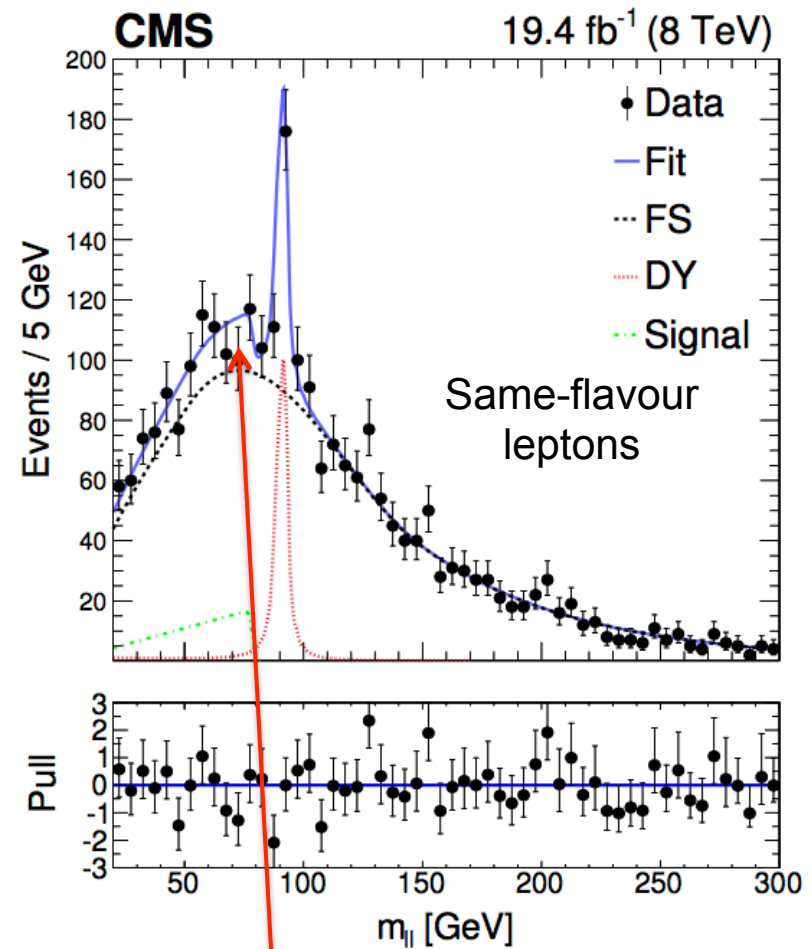 CMS 19.4 fb⁻¹ (8 TeV)
200
180
160
140
120
100
80
60
40
20
Events / 5 GeV
Data
Fit
FS
DY
Signal
Same-flavour
leptons
3
2
1
0
-1
-2
-3
Pull
50 100 150 200 250 300
m_ll [GeV]